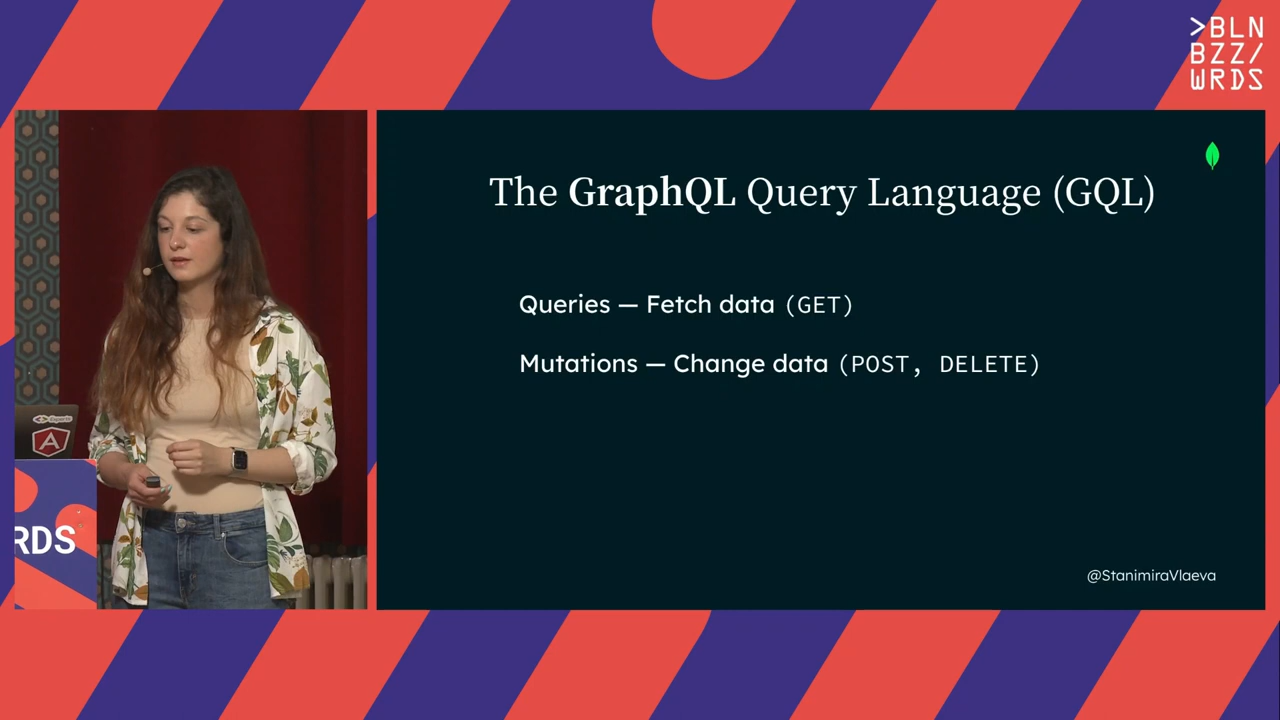 >BLN
BZZ/
WRDS
The GraphQL Query Language (GQL)
Queries — Fetch data (GET)
Mutations — Change data (POST, DELETE)
@StanimiraVlaeva
Experts
A
RDS